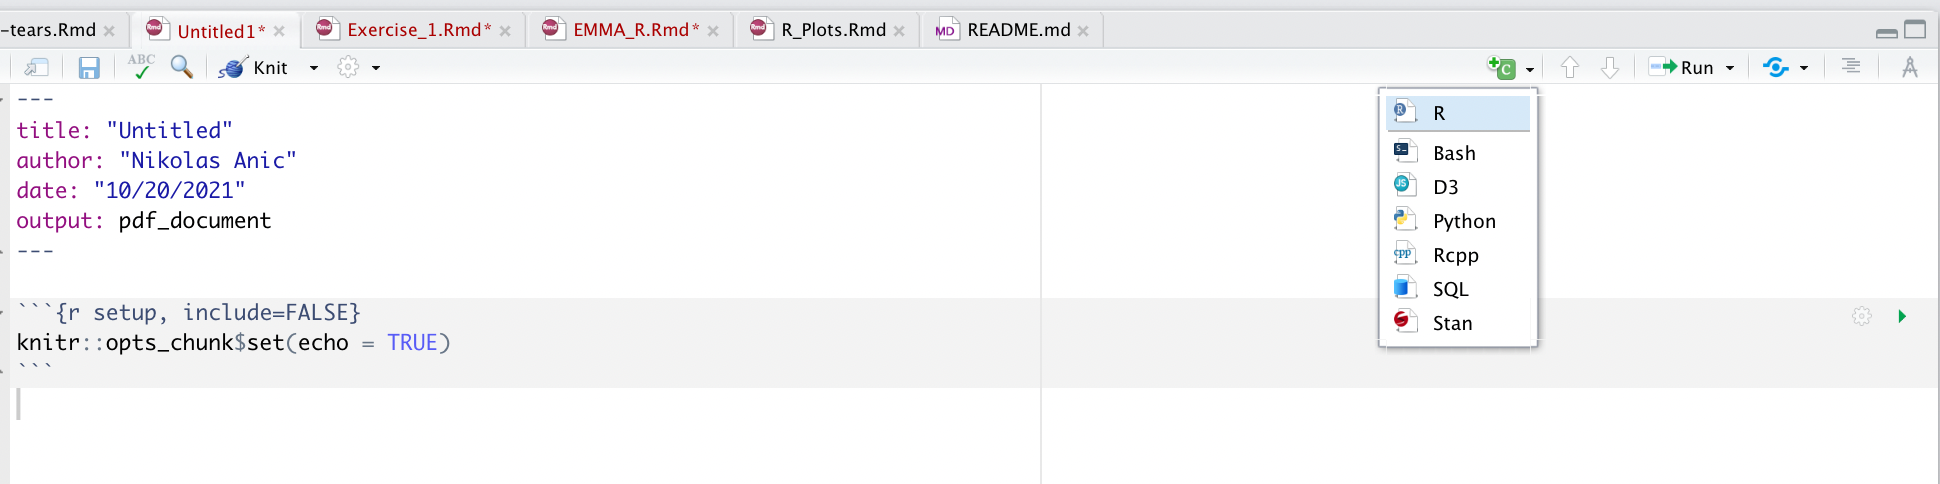 -tears.Rmd
Untitled1*
Exercise_1.Rmd*
EMMA_R.Rmd*
R_Plots.Rmd
MD README.md
ABC
Knit
C
Run
---
title: "Untitled"
author: "Nikolas Anic"
date: "10/20/2021"
output: pdf_document
---
```{r setup, include=FALSE}
knitr::opts_chunk$set(echo = TRUE)
```
R
Bash
D3
Python
Rcpp
SQL
Stan